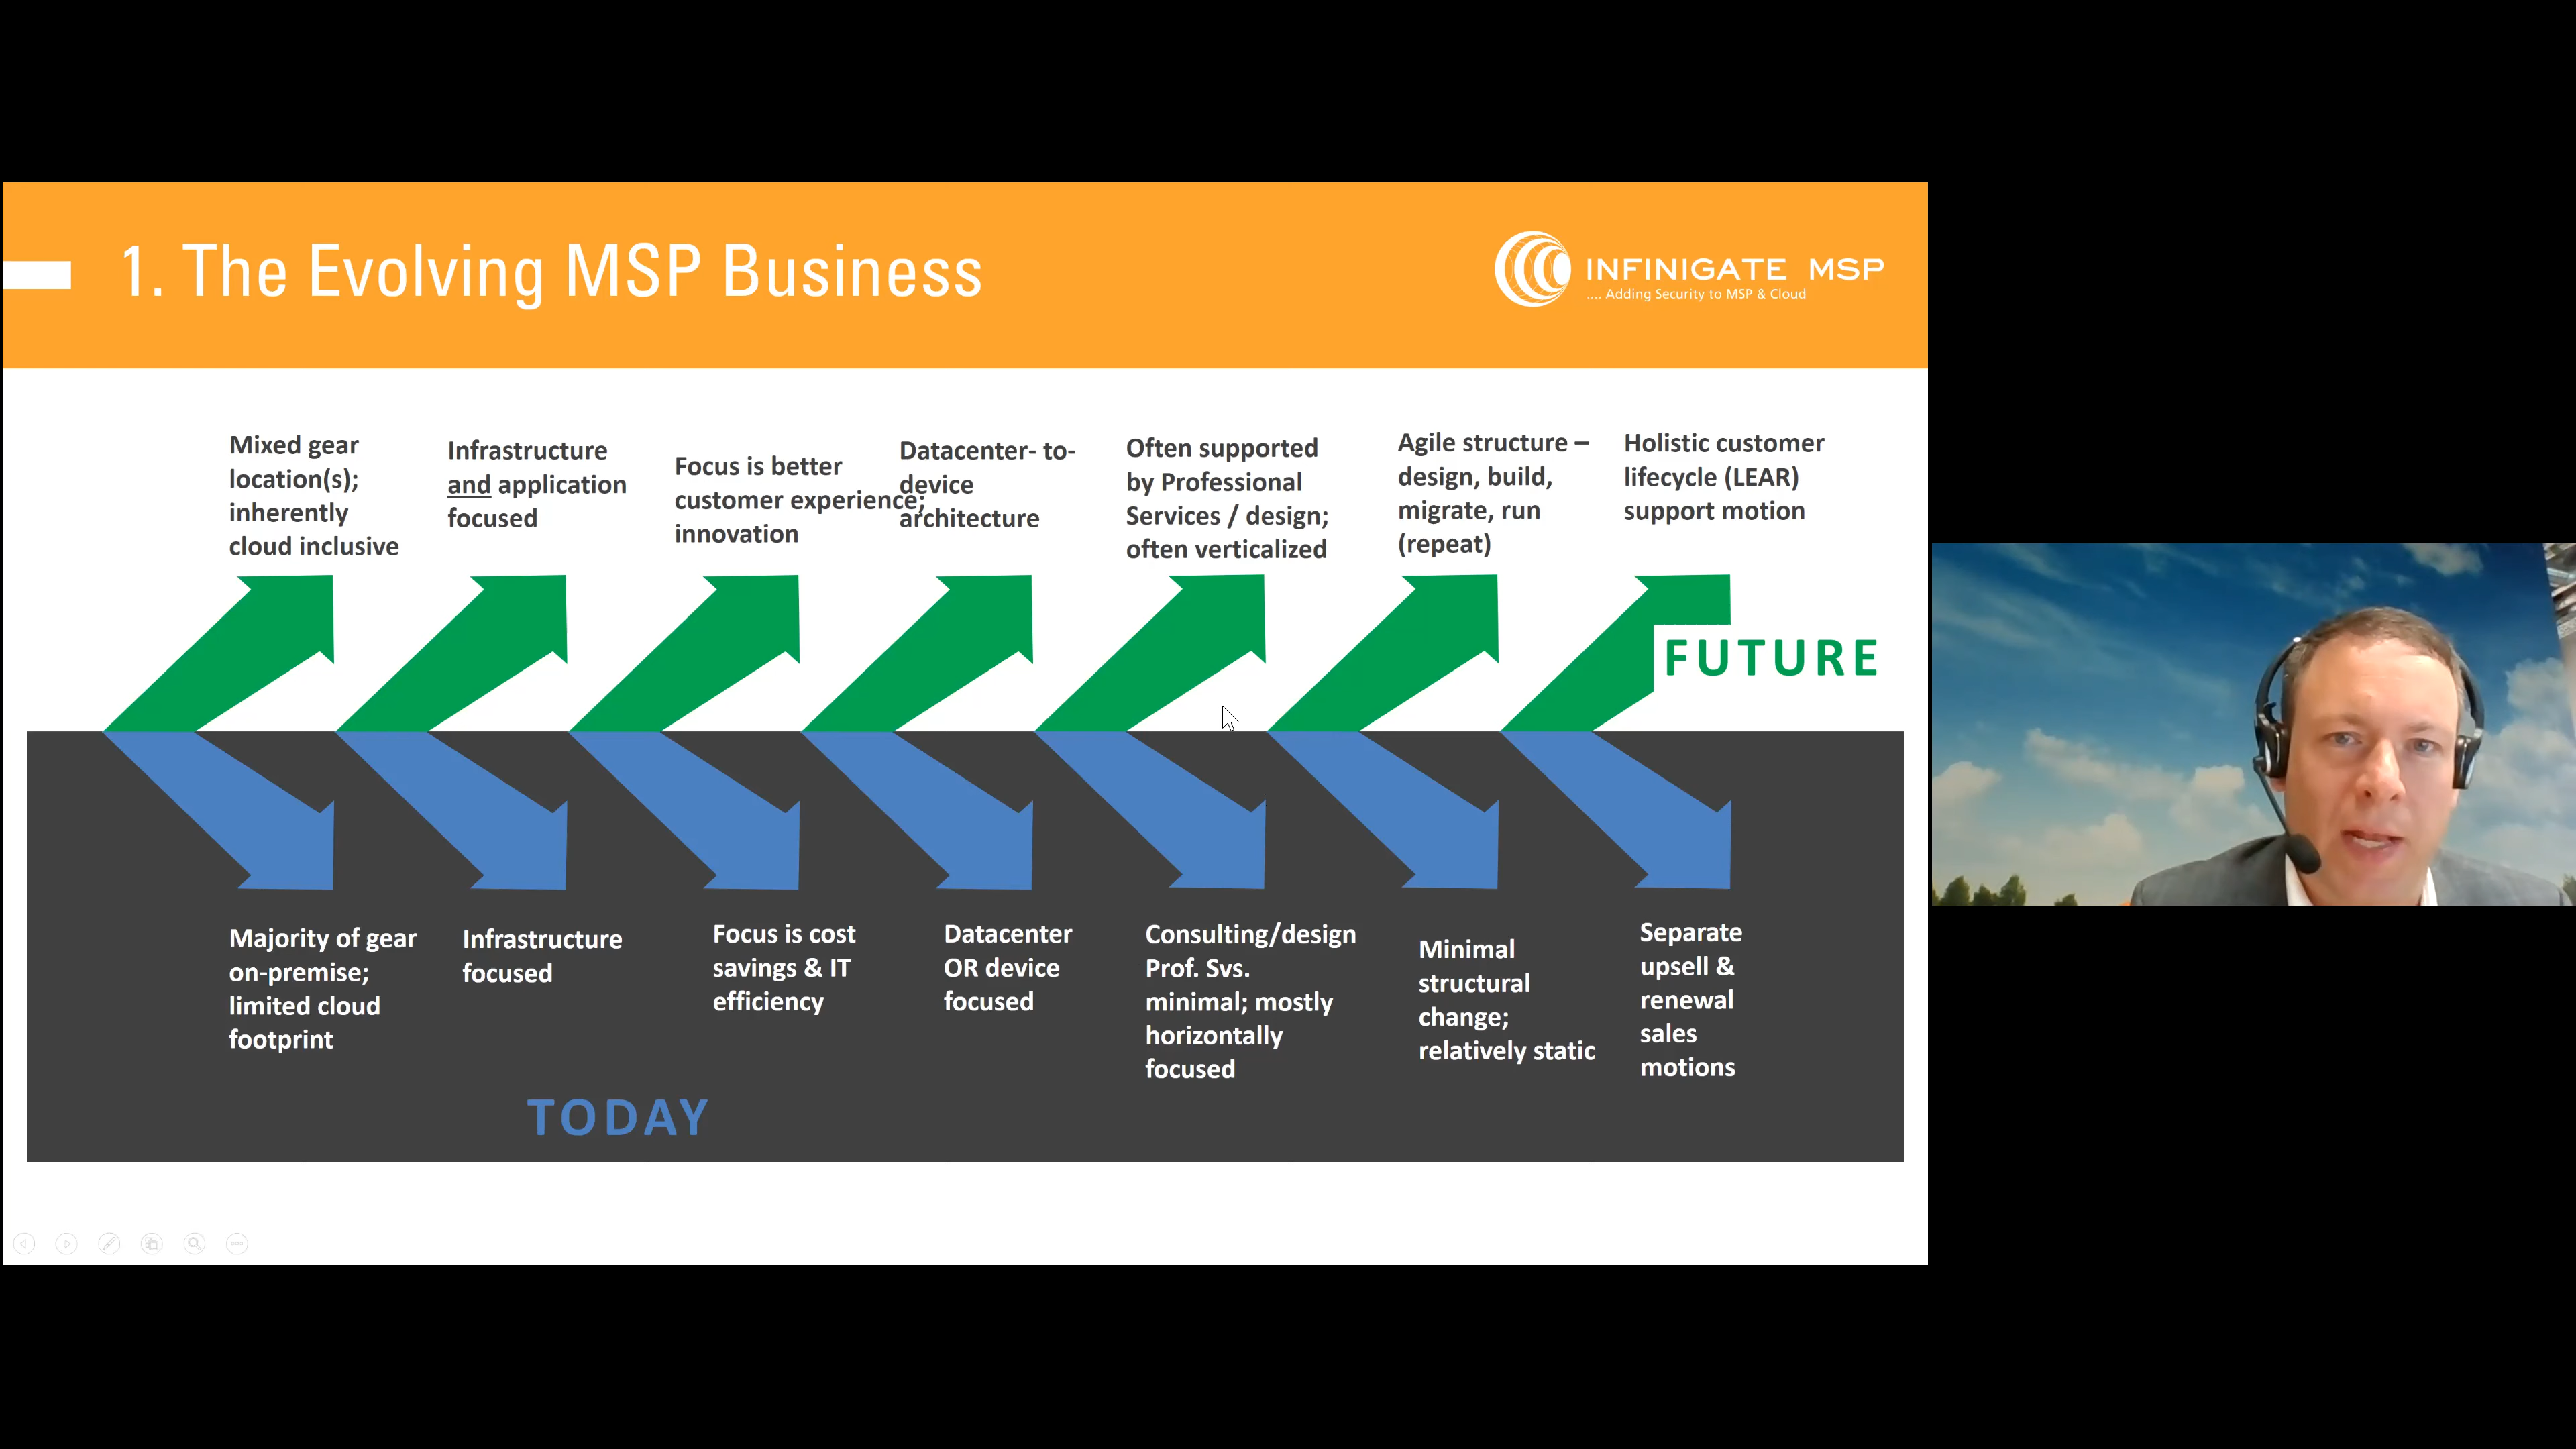 1. The Evolving MSP Business
INFINIGATE MSP
.... Adding Security to MSP & Cloud
Mixed gear
location(s);
inherently
cloud inclusive
Infrastructure
and application
focused
Focus is better
customer experience;
innovation
Datacenter- to-
device
architecture
Often supported
by Professional
Services / design;
often verticalized
Agile structure –
design, build,
migrate, run
(repeat)
Holistic customer
lifecycle (LEAR)
support motion
FUTURE
Majority of gear
on-premise;
limited cloud
footprint
Infrastructure
focused
Focus is cost
savings & IT
efficiency
Datacenter
OR device
focused
Consulting/design
Prof. Svs.
minimal; mostly
horizontally
focused
Minimal
structural
change;
relatively static
Separate
upsell &
renewal
sales
motions
TODAY